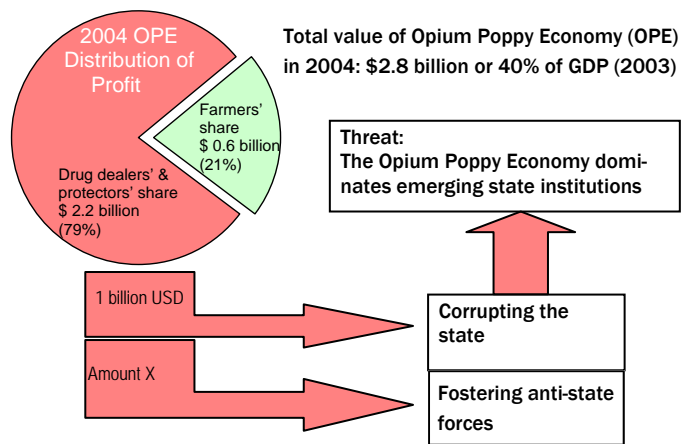 2004 OPE
Distribution of
Profit
Total value of Opium Poppy Economy (OPE)
in 2004: $2.8 billion or 40% of GDP (2003)
Farmers'
share
$ 0.6 billion
(21%)
Drug dealers' &
protectors' share
$ 2.2 billion
(79%)
Threat:
The Opium Poppy Economy domi-
nates emerging state institutions
1 billion USD
Corrupting the
state
Amount X
Fostering anti-state
forces